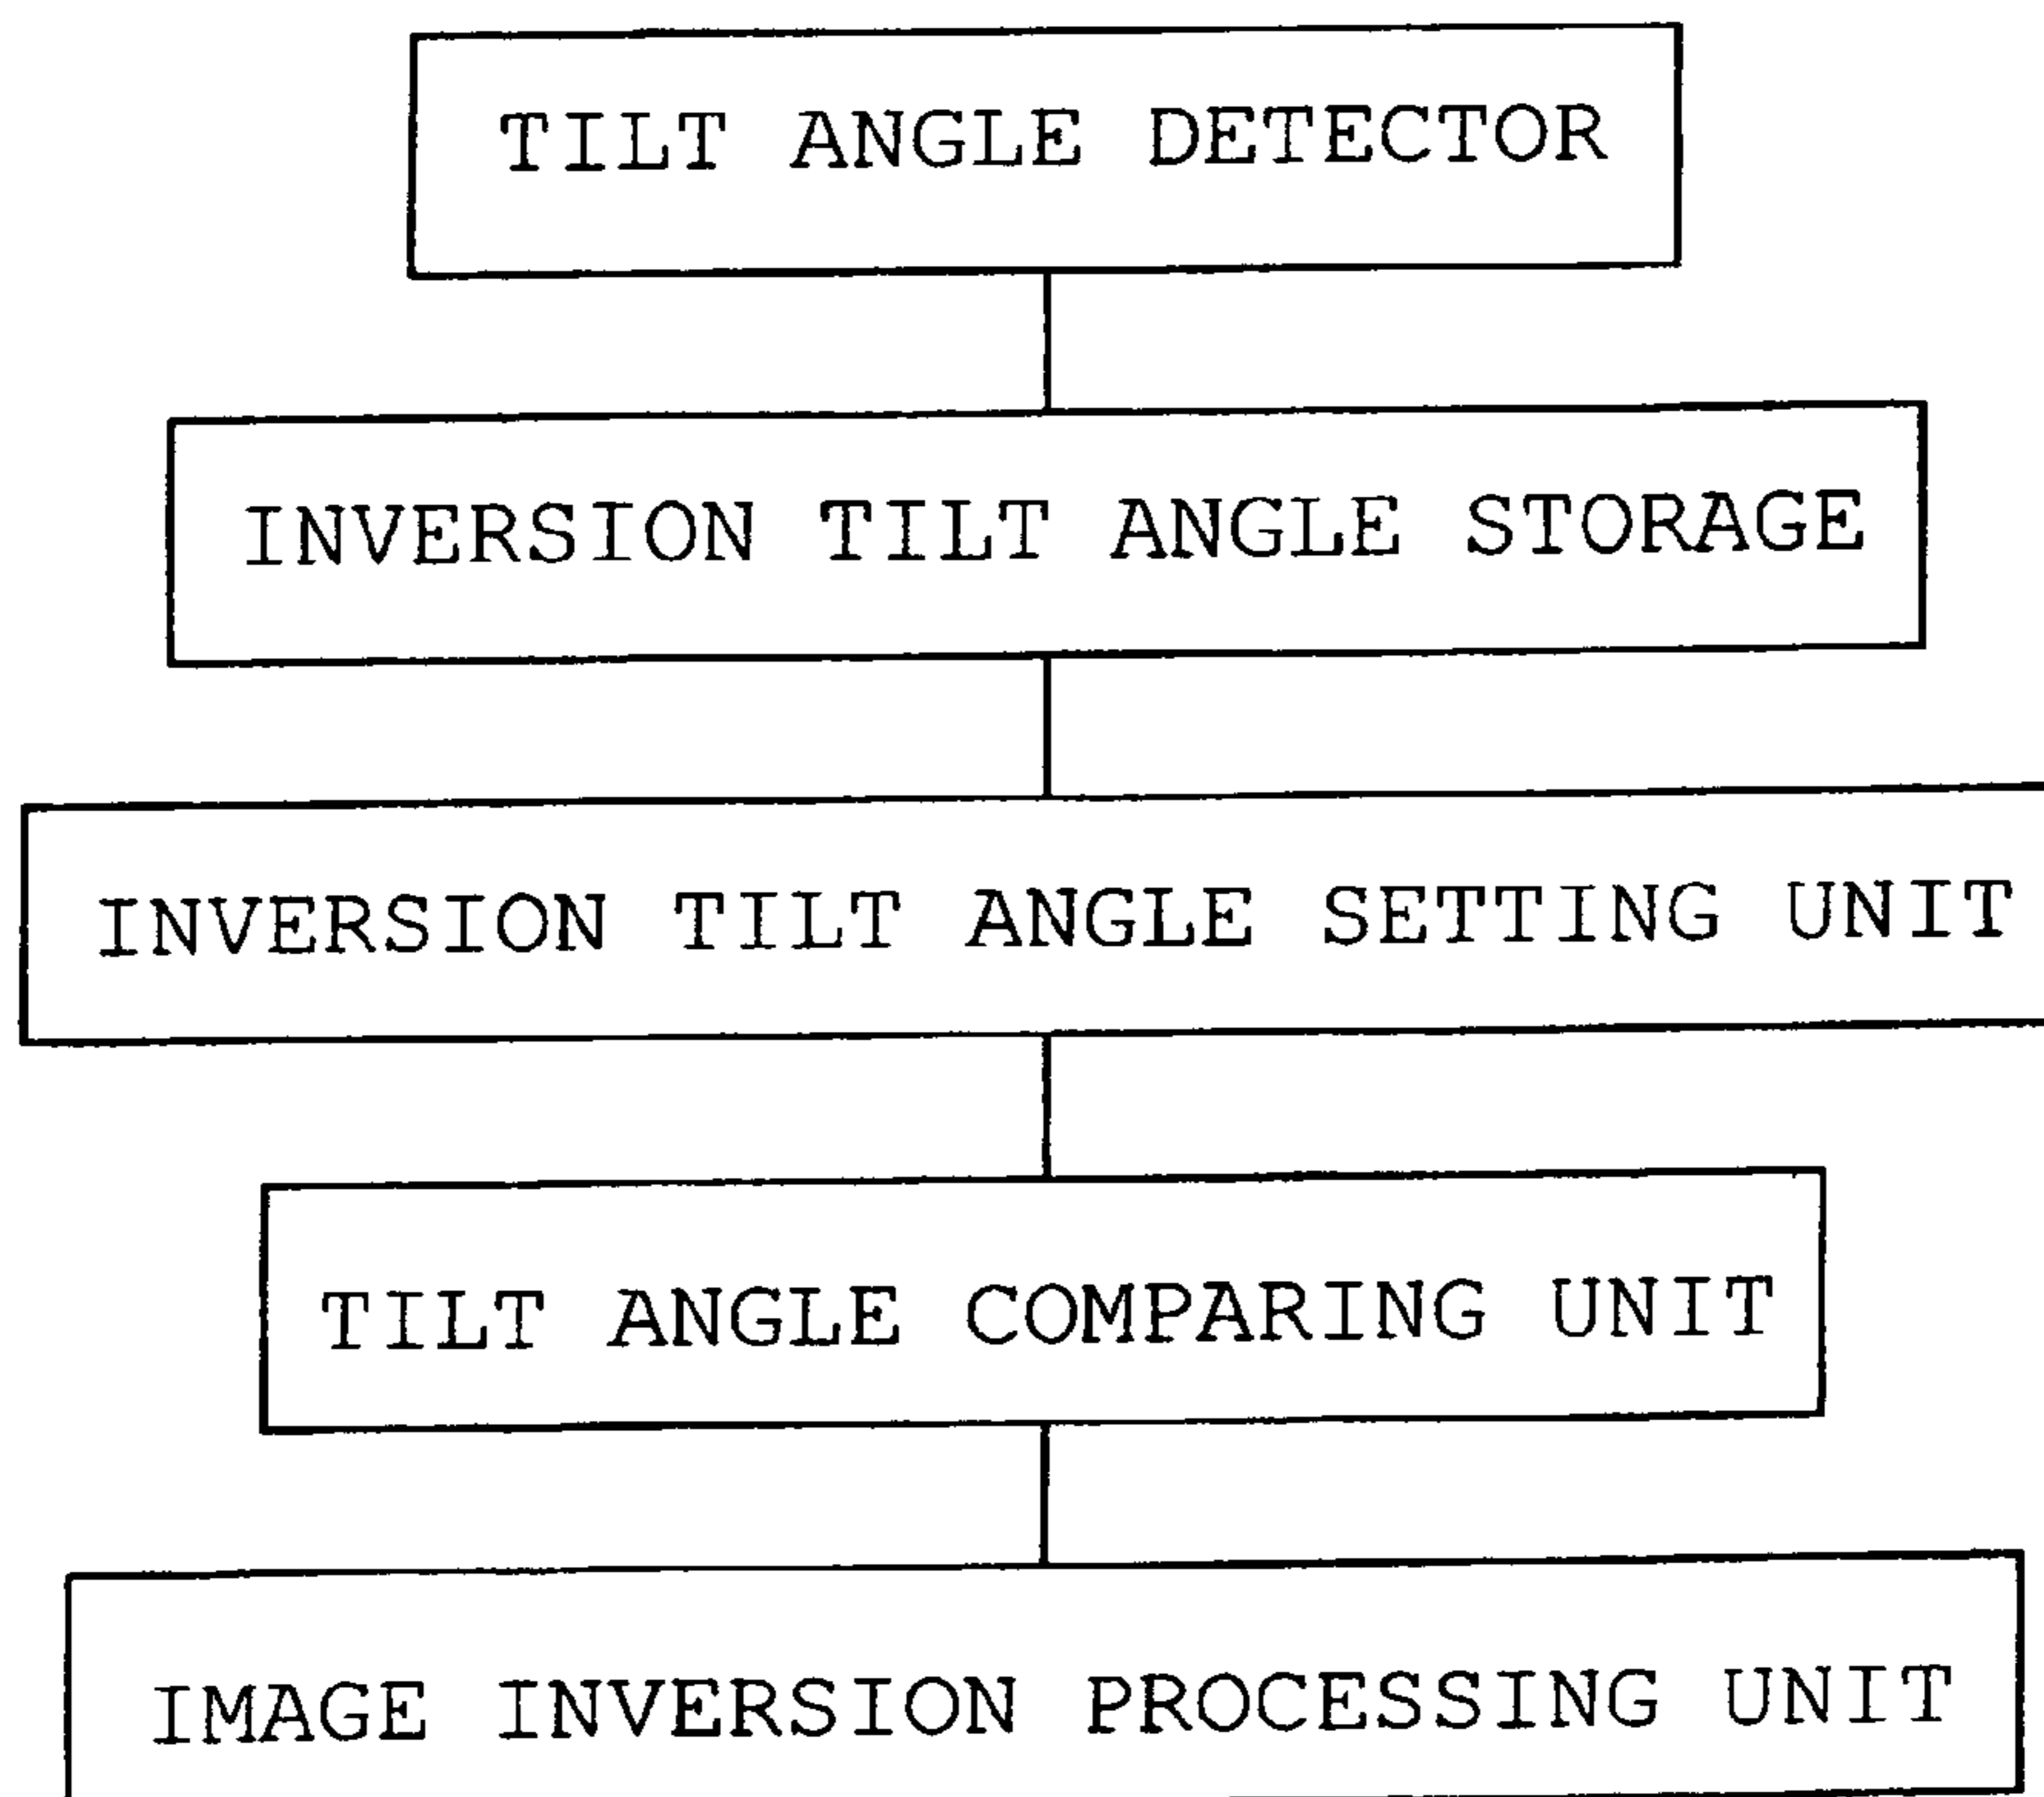 TILT ANGLE DETECTOR
INVERSION TILT ANGLE STORAGE
INVERSION TILT ANGLE SETTING UNIT
TILT ANGLE COMPARING UNIT
IMAGE INVERSION PROCESSING UNIT